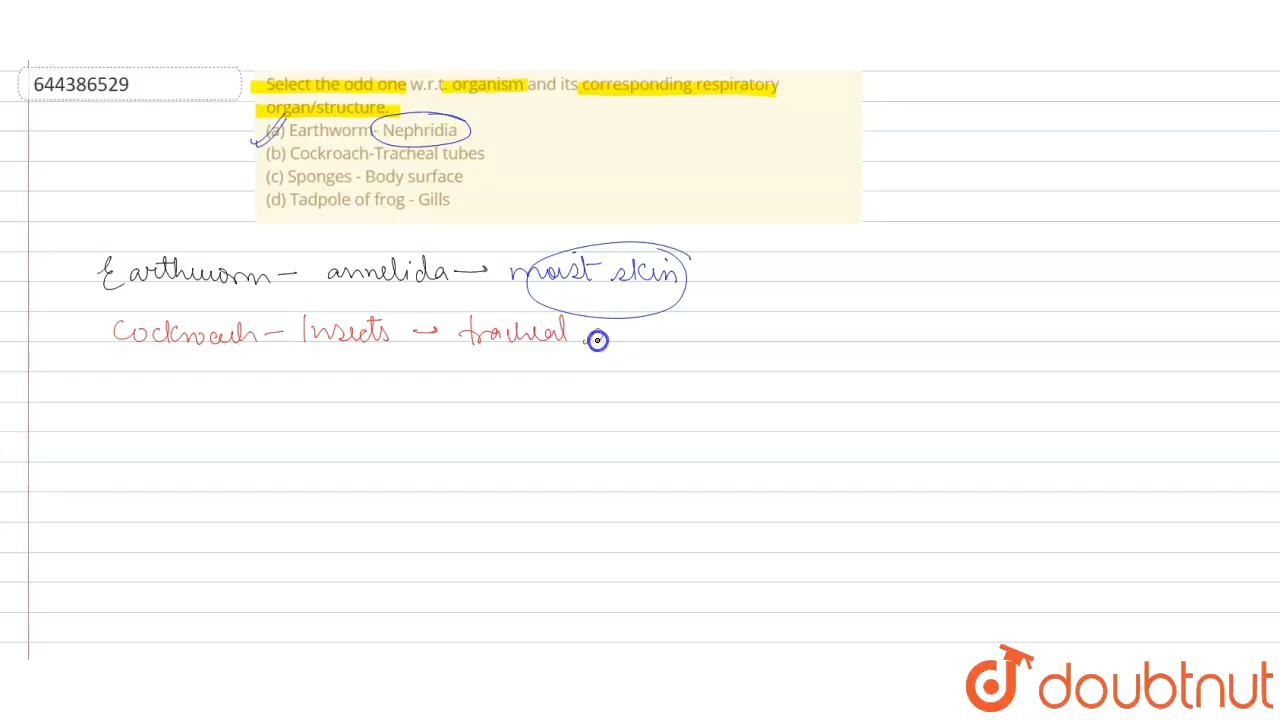 644386529
Select the odd one w.r.t. organism and its corresponding respiratory
organ/structure.
(a) Earthworm- Nephridia
(b) Cockroach-Tracheal tubes
(c) Sponges - Body surface
(d) Tadpole of frog - Gills
Earthworm - annelida → moist skin
Cockroach - Insects → tracheal
doubtnut